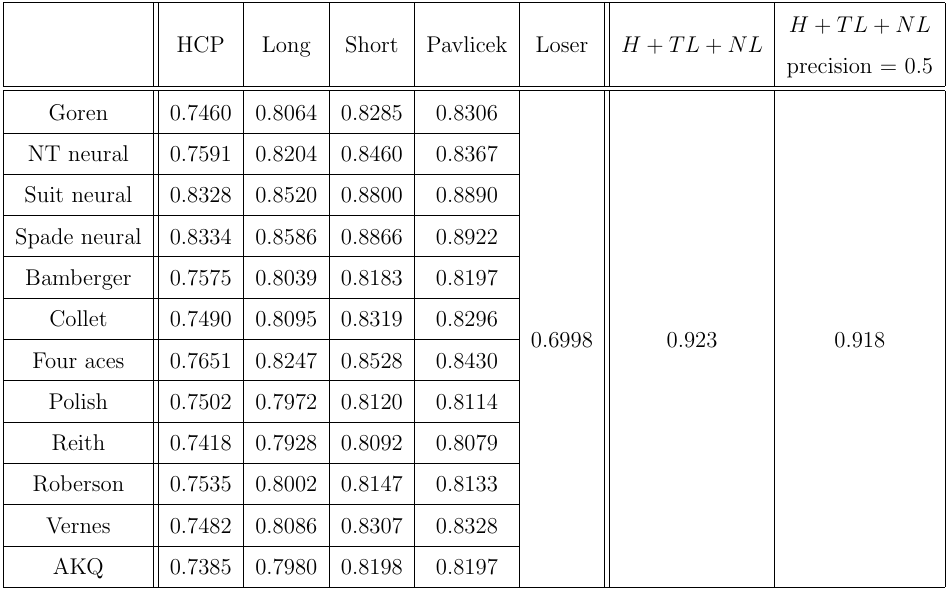 HCP Long Short Pavlicek Loser H + TL + NL H + TL + NL
precision = 0.5
Goren 0.7460 0.8064 0.8285 0.8306
NT neural 0.7591 0.8204 0.8460 0.8367
Suit neural 0.8328 0.8520 0.8800 0.8890
Spade neural 0.8334 0.8586 0.8866 0.8922
Bamberger 0.7575 0.8039 0.8183 0.8197
Collet 0.7490 0.8095 0.8319 0.8296
0.6998 0.923 0.918
Four aces 0.7651 0.8247 0.8528 0.8430
Polish 0.7502 0.7972 0.8120 0.8114
Reith 0.7418 0.7928 0.8092 0.8079
Roberson 0.7535 0.8002 0.8147 0.8133
Vernes 0.7482 0.8086 0.8307 0.8328
AKQ 0.7385 0.7980 0.8198 0.8197